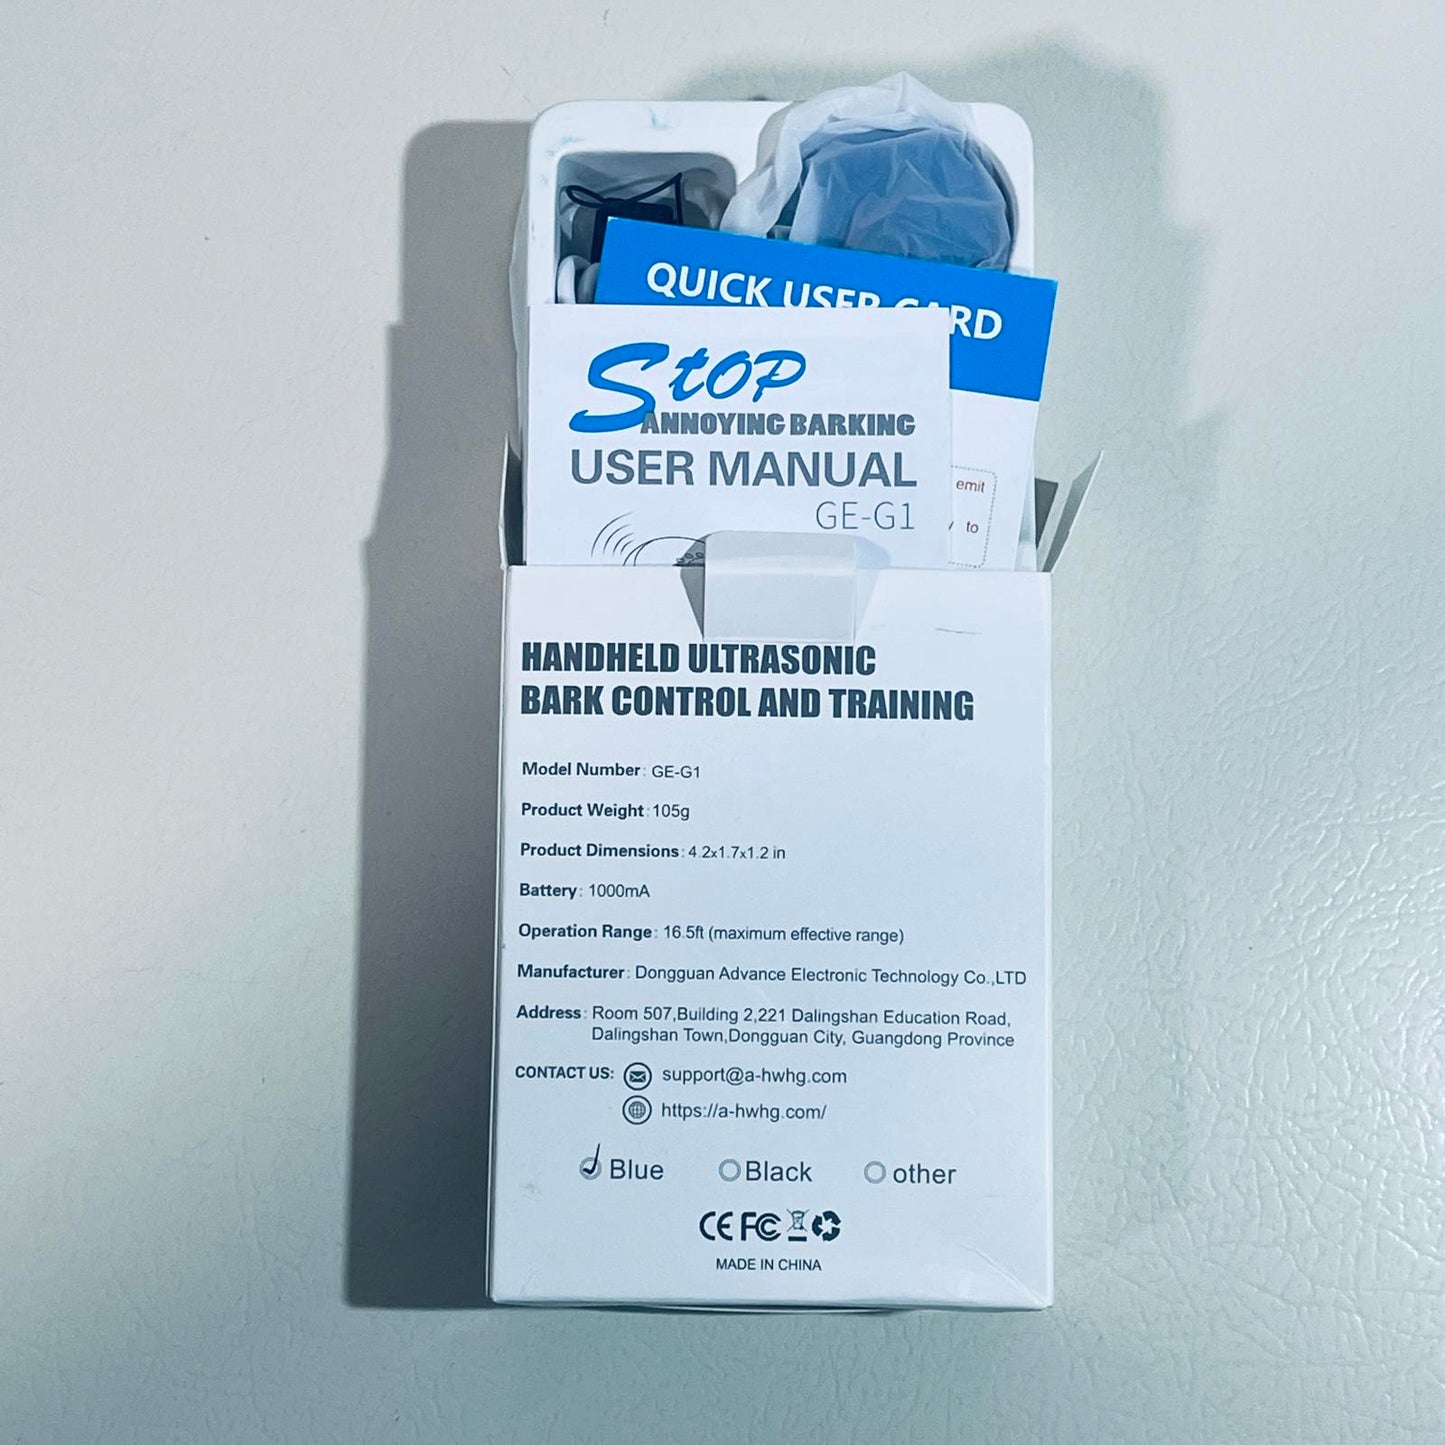 QUICK USER CARD
STOP
ANNOYING BARKING
USER MANUAL
GE-G1
emit
to
HANDHELD ULTRASONIC
BARK CONTROL AND TRAINING
Model Number: GE-G1
Product Weight: 105g
Product Dimensions: 4.2x1.7x1.2 in
Battery: 1000mA
Operation Range: 16.5ft (maximum effective range)
Manufacturer: Dongguan Advance Electronic Technology Co.,LTD
Address: Room 507,Building 2,221 Dalingshan Education Road,
Dalingshan Town,Dongguan City, Guangdong Province
CONTACT US: support@a-hwhg.com
https://a-hwhg.com/
Blue Black other
CE FC
MADE IN CHINA